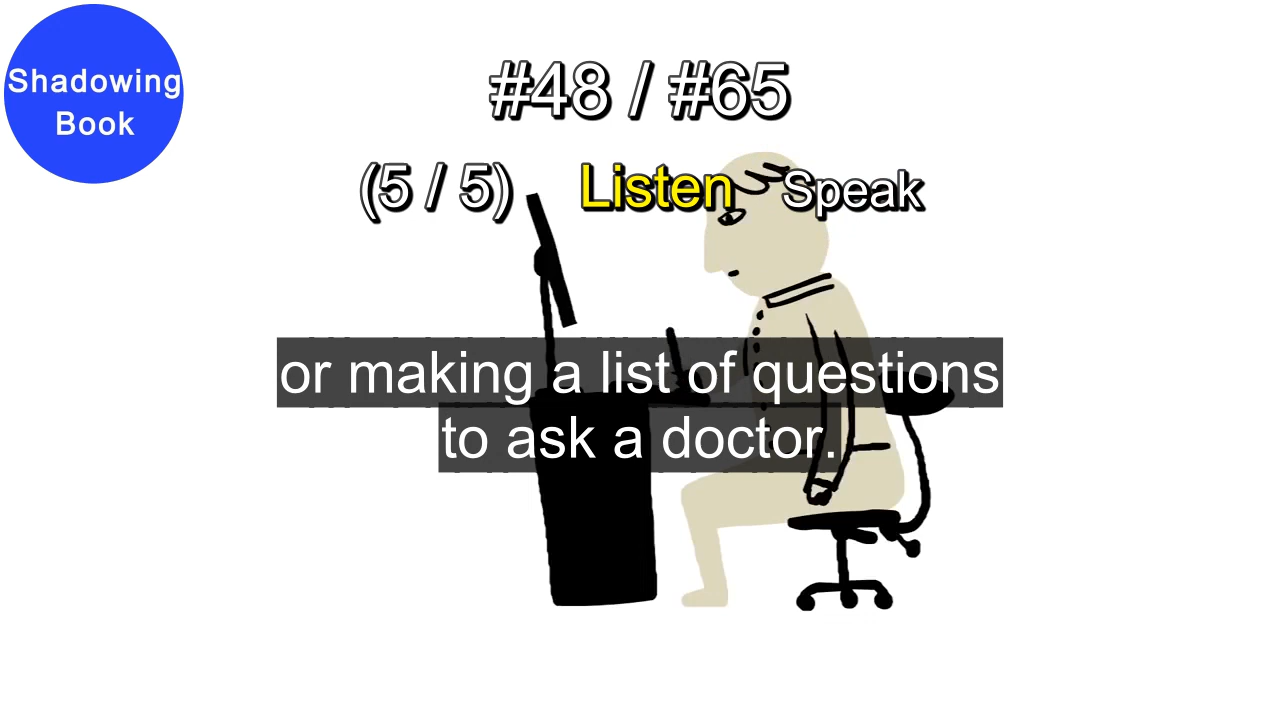 Shadowing
Book
#48 / #65
(5 / 5) Listen Speak
or making a list of questions
to ask a doctor.